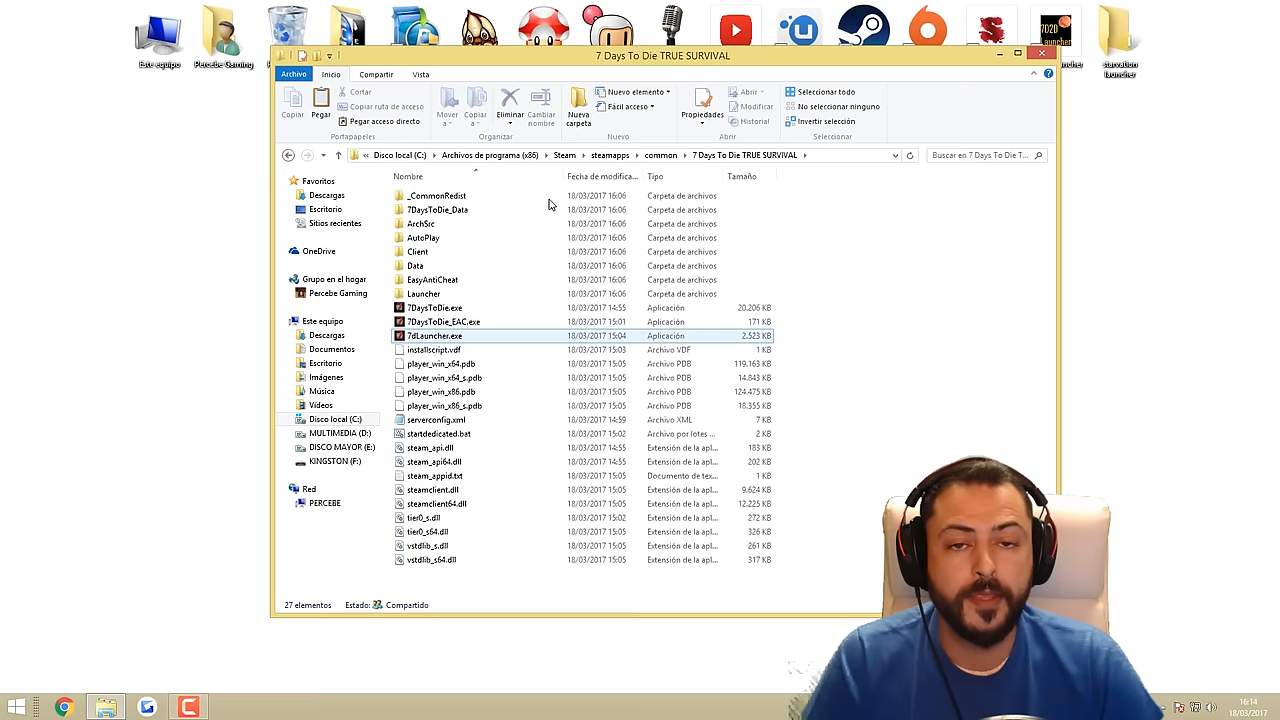 Este equipo
Percebe Gaming
starvation
launcher
7D2D
Launcher
7 Days To Die TRUE SURVIVAL
Archivo
Inicio
Compartir
Vista
Copiar
Pegar
Cortar
Copiar ruta de acceso
Pegar acceso directo
Portapapeles
Mover
a
Copiar
a
Eliminar
Cambiar
nombre
Organizar
Nueva
carpeta
Nuevo elemento
Fácil acceso
Nuevo
Propiedades
Abrir
Modificar
Historial
Abrir
Seleccionar todo
No seleccionar ninguno
Invertir selección
Seleccionar
« Disco local (C:) Archivos de programa (x86) Steam steamapps common 7 Days To Die TRUE SURVIVAL
Buscar en 7 Days To Die T...
Nombre Fecha de modifica... Tipo Tamaño
Favoritos
Descargas
Escritorio
Sitios recientes
OneDrive
Grupo en el hogar
Percebe Gaming
Este equipo
Descargas
Documentos
Escritorio
Imágenes
Música
Vídeos
Disco local (C:)
MULTIMEDIA (D:)
DISCO MAYOR (E:)
KINGSTON (F:)
Red
PERCEBE
_CommonRedist 18/03/2017 16:06 Carpeta de archivos
7DaysToDie_Data 18/03/2017 16:06 Carpeta de archivos
ArchSrc 18/03/2017 16:06 Carpeta de archivos
AutoPlay 18/03/2017 16:06 Carpeta de archivos
Client 18/03/2017 16:06 Carpeta de archivos
Data 18/03/2017 16:06 Carpeta de archivos
EasyAntiCheat 18/03/2017 16:06 Carpeta de archivos
Launcher 18/03/2017 16:06 Carpeta de archivos
7DaysToDie.exe 18/03/2017 14:55 Aplicación 20.206 KB
7DaysToDie_EAC.exe 18/03/2017 15:01 Aplicación 171 KB
7dLauncher.exe 18/03/2017 15:04 Aplicación 2.523 KB
installscript.vdf 18/03/2017 15:03 Archivo VDF 1 KB
player_win_x64.pdb 18/03/2017 15:05 Archivo PDB 119.163 KB
player_win_x64_s.pdb 18/03/2017 15:05 Archivo PDB 14.843 KB
player_win_x86.pdb 18/03/2017 15:05 Archivo PDB 124.475 KB
player_win_x86_s.pdb 18/03/2017 15:05 Archivo PDB 18.355 KB
serverconfig.xml 18/03/2017 14:59 Archivo XML 7 KB
startdedicated.bat 18/03/2017 15:02 Archivo por lotes ... 2 KB
steam_api.dll 18/03/2017 14:55 Extensión de la apl... 183 KB
steam_api64.dll 18/03/2017 14:55 Extensión de la apl... 202 KB
steam_appid.txt 18/03/2017 15:05 Documento de tex... 1 KB
steamclient.dll 18/03/2017 15:05 Extensión de la apl... 9.624 KB
steamclient64.dll 18/03/2017 15:05 Extensión de la apl... 12.225 KB
tier0_s.dll 18/03/2017 15:02 Extensión de la apl... 272 KB
tier0_s64.dll 18/03/2017 15:05 Extensión de la apl... 326 KB
vstdlib_s.dll 18/03/2017 15:05 Extensión de la apl... 261 KB
vstdlib_s64.dll 18/03/2017 15:05 Extensión de la apl... 317 KB
27 elementos Estado: Compartido
16:14
18/03/2017